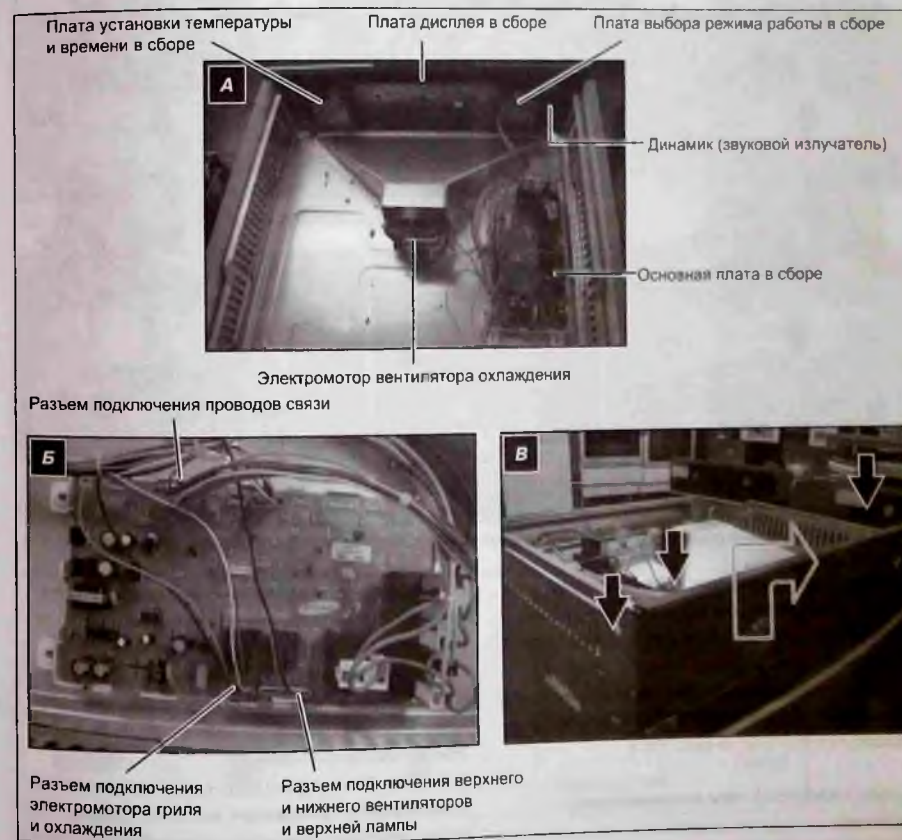 Плата установки температуры
и времени в сборе
Плата дисплея в сборе
Плата выбора режима работы в сборе
А
Динамик (звуковой излучатель)
Основная плата в сборе
Электромотор вентилятора охлаждения
Разъем подключения проводов связи
Б
В
Разъем подключения
электромотора гриля
и охлаждения
Разъем подключения верхнего
и нижнего вентиляторов
и верхней лампы